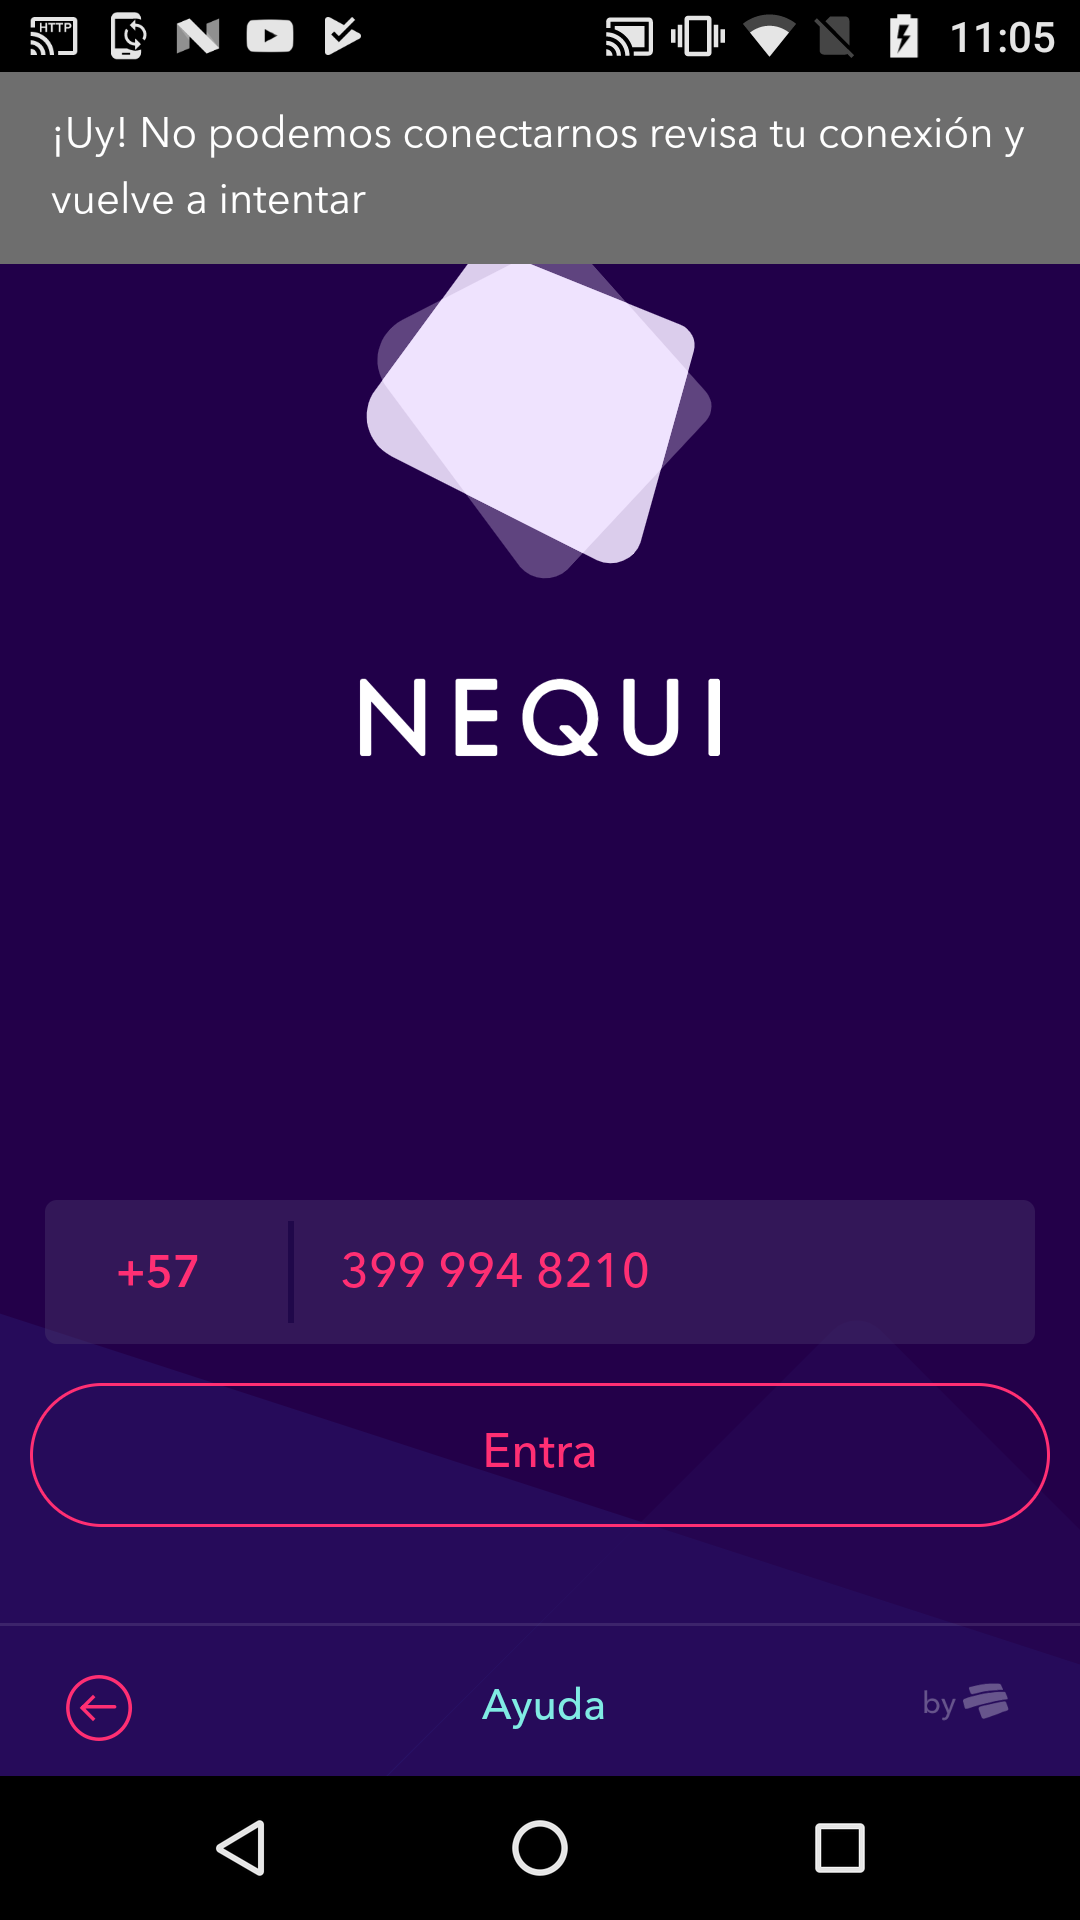 HTTP
11:05
¡Uy! No podemos conectarnos revisa tu conexión y
vuelve a intentar
NEQUI
+57
399 994 8210
Entra
Ayuda
by